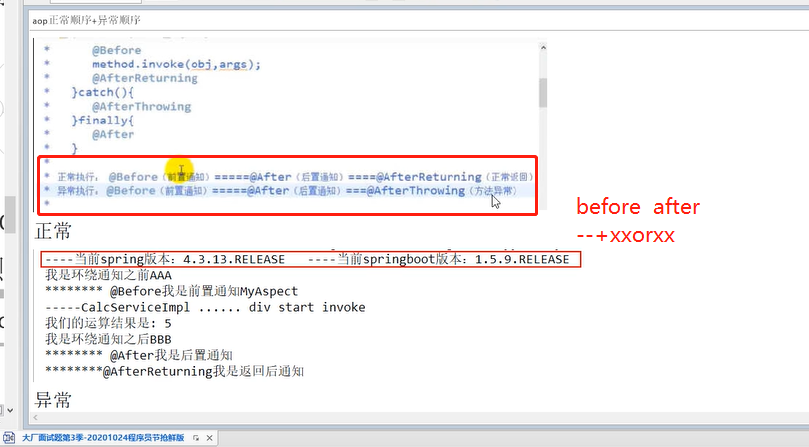 aop正常顺序+异常顺序
* @Before
* method.invoke(obj,args);
* @AfterReturning
* }catch(){
* @AfterThrowing
* }finally{
* @After
* }
*
* 正常执行: @Before（前置通知）=====@After（后置通知）====@AfterReturning（正常返回）
* 异常执行: @Before（前置通知）=====@After（后置通知）===@AfterThrowing（方法异常）
*
before after
--+xxorxx
正常
----当前spring版本: 4.3.13.RELEASE ----当前springboot版本: 1.5.9.RELEASE
我是环绕通知之前AAA
******** @Before我是前置通知MyAspect
-----CalcServiceImpl ...... div start invoke
我们的运算结果是: 5
我是环绕通知之后BBB
******** @After我是后置通知
********@AfterReturning我是返回后通知
异常
大厂面试题第3季-20201024程序员节抢鲜版